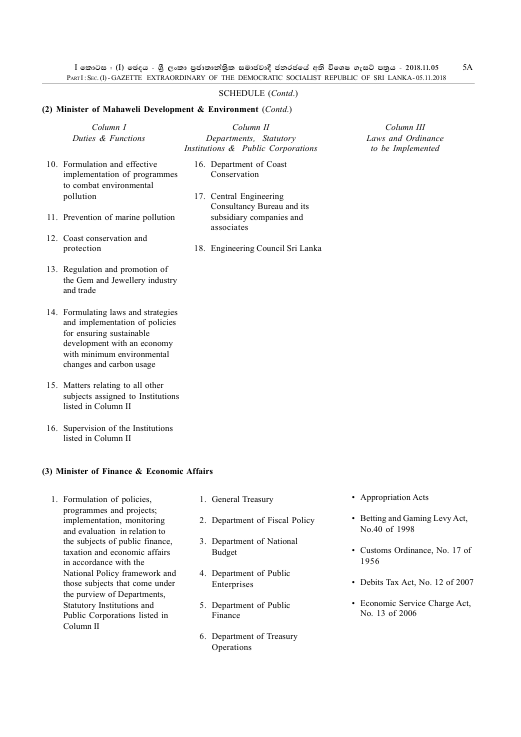 I කොටස - (I) ඡෙදය - ශ්‍රී ලංකා ප්‍රජාතාන්ත්‍රික සමාජවාදී ජනරජයේ අති විශෙෂ ගැසට් පත්‍රය - 2018.11.05 5A
PART I : SEC. (I) - GAZETTE EXTRAORDINARY OF THE DEMOCRATIC SOCIALIST REPUBLIC OF SRI LANKA - 05.11.2018
SCHEDULE (Contd.)
(2) Minister of Mahaweli Development & Environment (Contd.)
Column I
Duties & Functions
Column II
Departments, Statutory
Institutions & Public Corporations
Column III
Laws and Ordinance
to be Implemented
10. Formulation and effective
implementation of programmes
to combat environmental
pollution
11. Prevention of marine pollution
12. Coast conservation and
protection
13. Regulation and promotion of
the Gem and Jewellery industry
and trade
14. Formulating laws and strategies
and implementation of policies
for ensuring sustainable
development with an economy
with minimum environmental
changes and carbon usage
15. Matters relating to all other
subjects assigned to Institutions
listed in Column II
16. Supervision of the Institutions
listed in Column II
16. Department of Coast
Conservation
17. Central Engineering
Consultancy Bureau and its
subsidiary companies and
associates
18. Engineering Council Sri Lanka
(3) Minister of Finance & Economic Affairs
1. Formulation of policies,
programmes and projects;
implementation, monitoring
and evaluation in relation to
the subjects of public finance,
taxation and economic affairs
in accordance with the
National Policy framework and
those subjects that come under
the purview of Departments,
Statutory Institutions and
Public Corporations listed in
Column II
1. General Treasury
2. Department of Fiscal Policy
3. Department of National
Budget
4. Department of Public
Enterprises
5. Department of Public
Finance
6. Department of Treasury
Operations
• Appropriation Acts
• Betting and Gaming Levy Act,
No.40 of 1998
• Customs Ordinance, No. 17 of
1956
• Debits Tax Act, No. 12 of 2007
• Economic Service Charge Act,
No. 13 of 2006